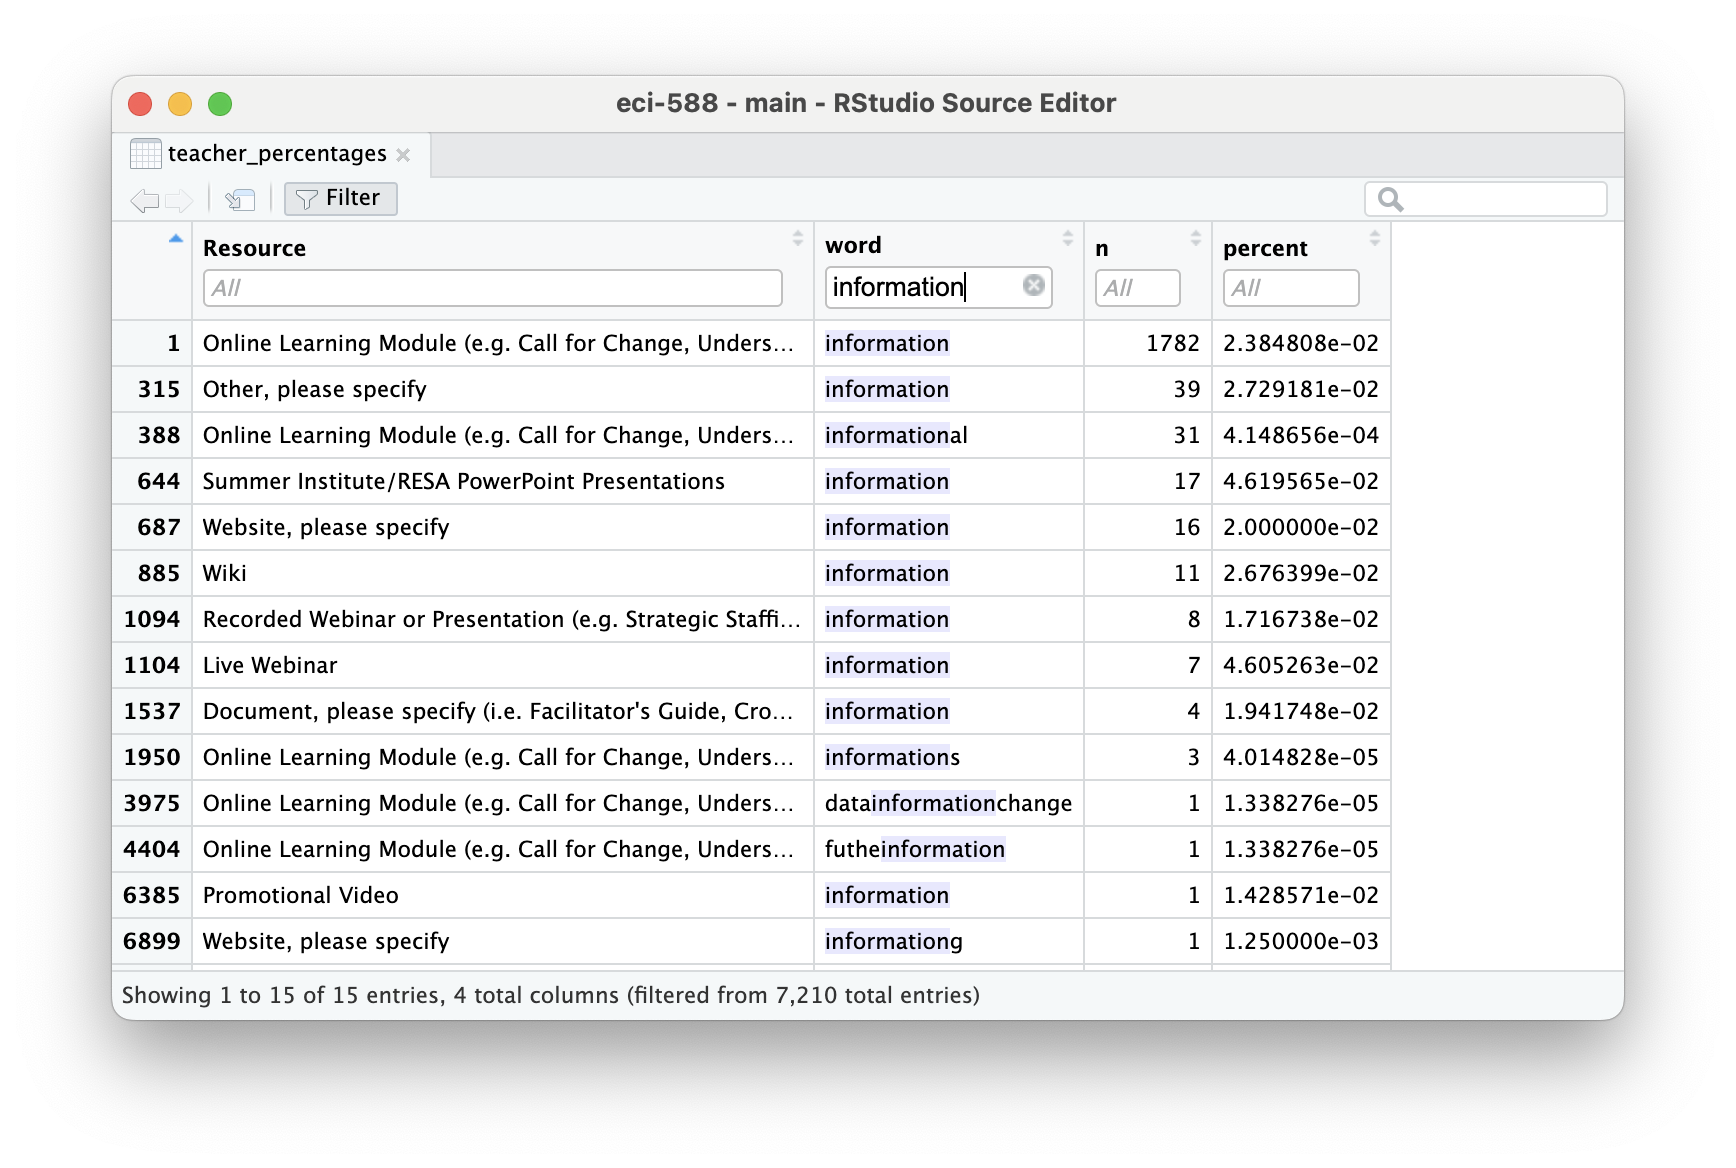 eci-588 - main - RStudio Source Editor
teacher_percentages
Filter
Resource word n percent
All information All All
1 Online Learning Module (e.g. Call for Change, Unders... information 1782 2.384808e-02
315 Other, please specify information 39 2.729181e-02
388 Online Learning Module (e.g. Call for Change, Unders... informational 31 4.148656e-04
644 Summer Institute/RESA PowerPoint Presentations information 17 4.619565e-02
687 Website, please specify information 16 2.000000e-02
885 Wiki information 11 2.676399e-02
1094 Recorded Webinar or Presentation (e.g. Strategic Staffi... information 8 1.716738e-02
1104 Live Webinar information 7 4.605263e-02
1537 Document, please specify (i.e. Facilitator's Guide, Cro... information 4 1.941748e-02
1950 Online Learning Module (e.g. Call for Change, Unders... informations 3 4.014828e-05
3975 Online Learning Module (e.g. Call for Change, Unders... datainformationchange 1 1.338276e-05
4404 Online Learning Module (e.g. Call for Change, Unders... futheinformation 1 1.338276e-05
6385 Promotional Video information 1 1.428571e-02
6899 Website, please specify informationg 1 1.250000e-03
Showing 1 to 15 of 15 entries, 4 total columns (filtered from 7,210 total entries)